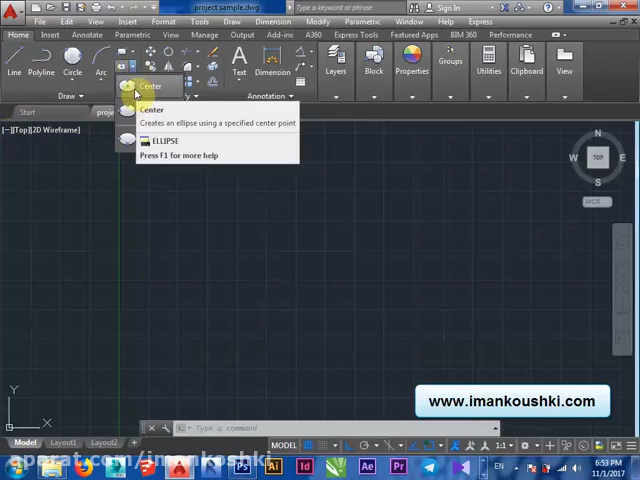 project sample.dwg
Type a keyword or phrase
Sign In
File Edit View Insert Format Tools Draw Dimension Modify Parametric Window Help Express
Home Insert Annotate Parametric View Manage Output Add-ins A360 Express Tools BIM 360 Performance
Line Polyline Circle Arc
Text Dimension
Layers Block Properties Groups Utilities Clipboard View
Draw
Annotation
Center
Start
Center
Creates an ellipse using a specified center point
ELLIPSE
Press F1 for more help
[−][Top][2D Wireframe]
N
W TOP E
S
WCS
Y
X
www.imankoushki.com
Type a command
Model Layout1 Layout2 +
MODEL
1:1
aparat.com/imankoshki
EN
6:53 PM
11/1/2017